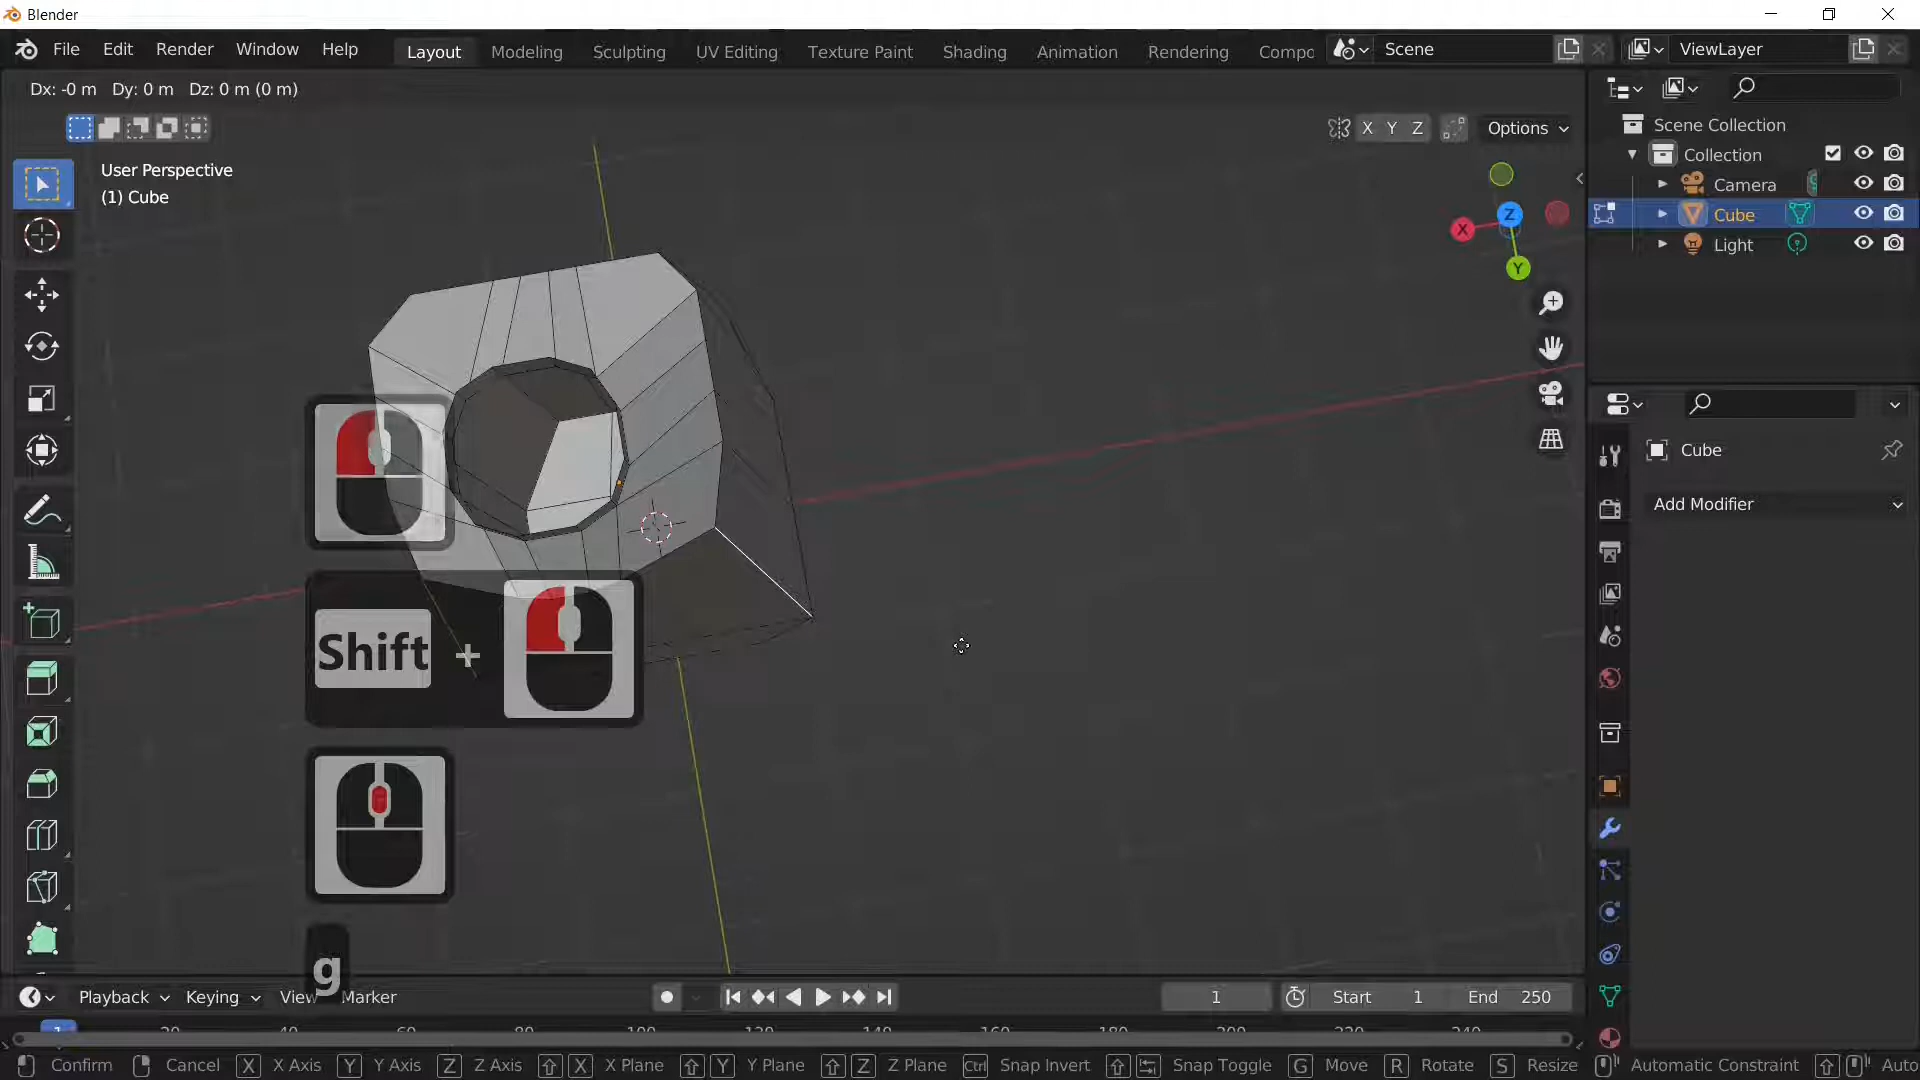 Blender
File Edit Render Window Help Layout Modeling Sculpting UV Editing Texture Paint Shading Animation Rendering Compo Scene ViewLayer
Dx: -0 m Dy: 0 m Dz: 0 m (0 m)
X Y Z Options
User Perspective
(1) Cube
Scene Collection
Collection
Camera
Cube
Light
Z
X
Y
Cube
Add Modifier
Shift +
g
Playback Keying View Marker 1 Start 1 End 250
1
Confirm Cancel X X Axis Y Y Axis Z Z Axis X X Plane Y Y Plane Z Z Plane Ctrl Snap Invert Snap Toggle G Move R Rotate S Resize Automatic Constraint Auto